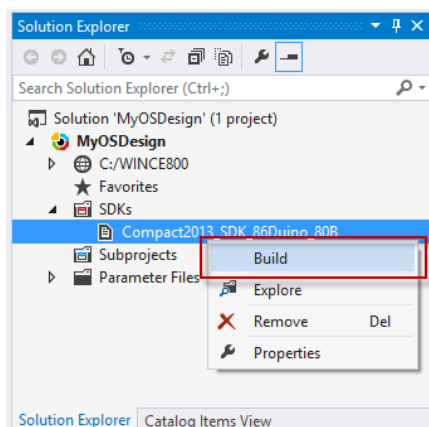 Solution Explorer
Search Solution Explorer (Ctrl+;)
Solution 'MyOSDesign' (1 project)
MyOSDesign
C:/WINCE800
Favorites
SDKs
Compact2013_SDK_86Duino_80B
Subprojects
Parameter Files
Build
Explore
Remove Del
Properties
Solution Explorer Catalog Items View